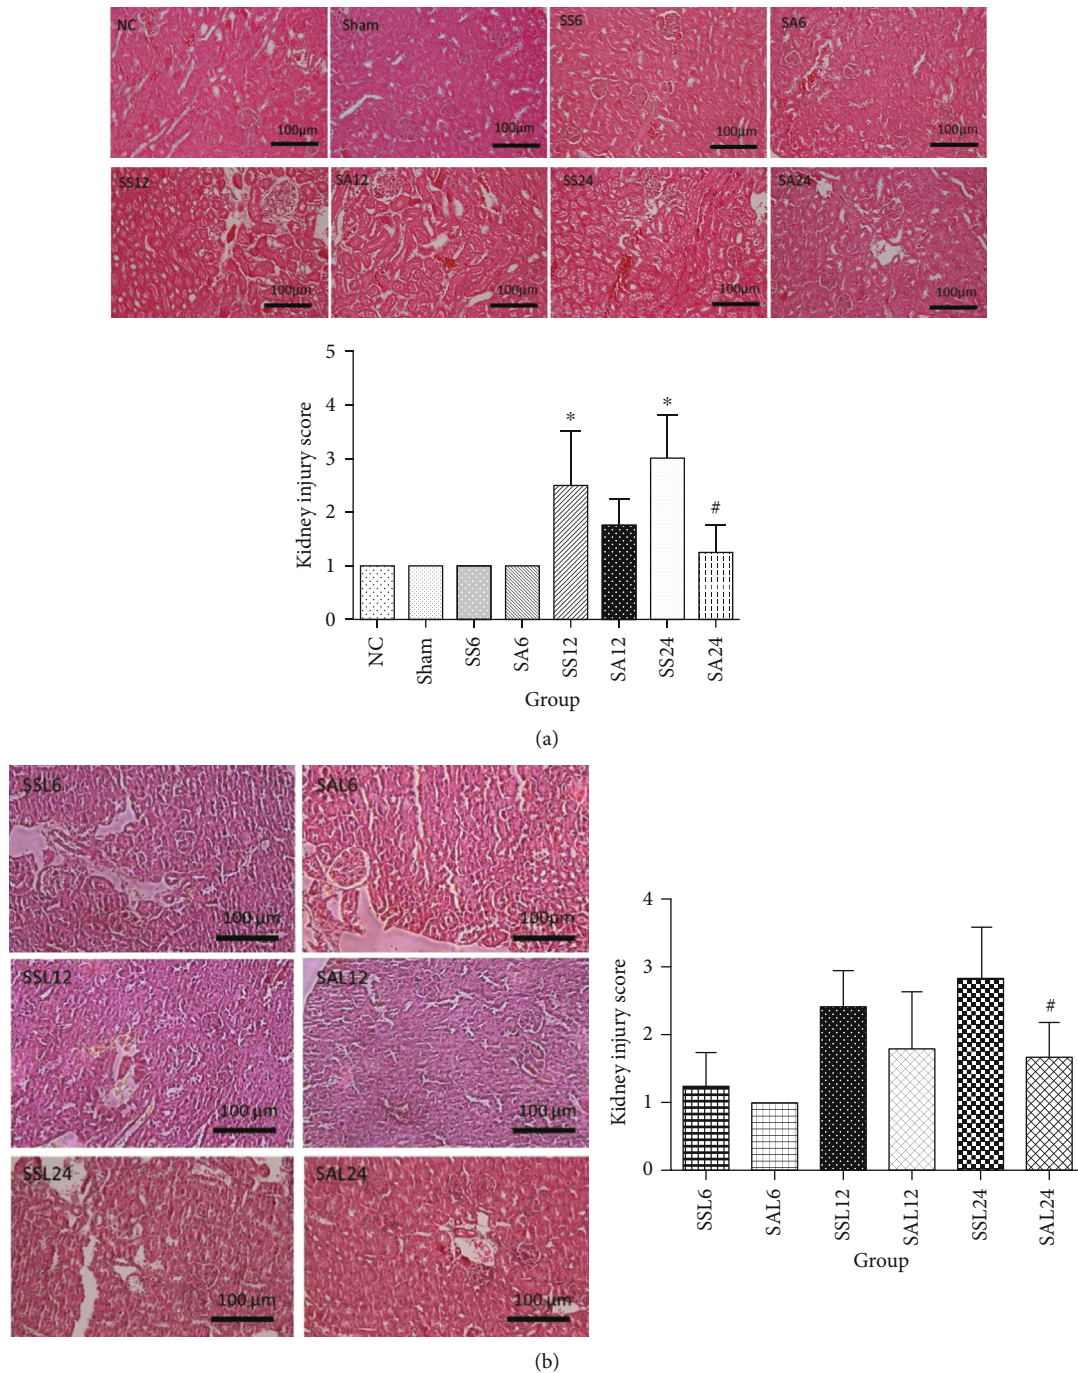 NC Sham SS6 SA6
100μm 100μm 100μm 100μm
SS12 SA12 SS24 SA24
100μm 100μm 100μm 100μm
Kidney injury score
5
4
3
2
1
0
* * #
NC Sham SS6 SA6 SS12 SA12 SS24 SA24
Group
(a)
SSL6 SAL6
100 μm 100μm
SSL12 SAL12
100 μm 100 μm
SSL24 SAL24
100 μm 100 μm
Kidney injury score
4
3
2
1
0
#
SSL6 SAL6 SSL12 SAL12 SSL24 SAL24
Group
(b)